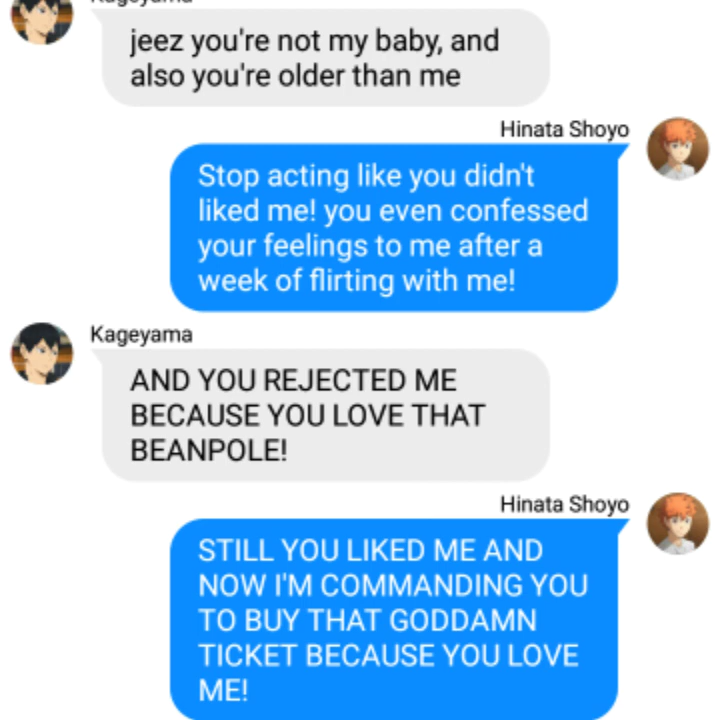 Kageyama
jeez you're not my baby, and
also you're older than me
Hinata Shoyo
Stop acting like you didn't
liked me! you even confessed
your feelings to me after a
week of flirting with me!
Kageyama
AND YOU REJECTED ME
BECAUSE YOU LOVE THAT
BEANPOLE!
Hinata Shoyo
STILL YOU LIKED ME AND
NOW I'M COMMANDING YOU
TO BUY THAT GODDAMN
TICKET BECAUSE YOU LOVE
ME!